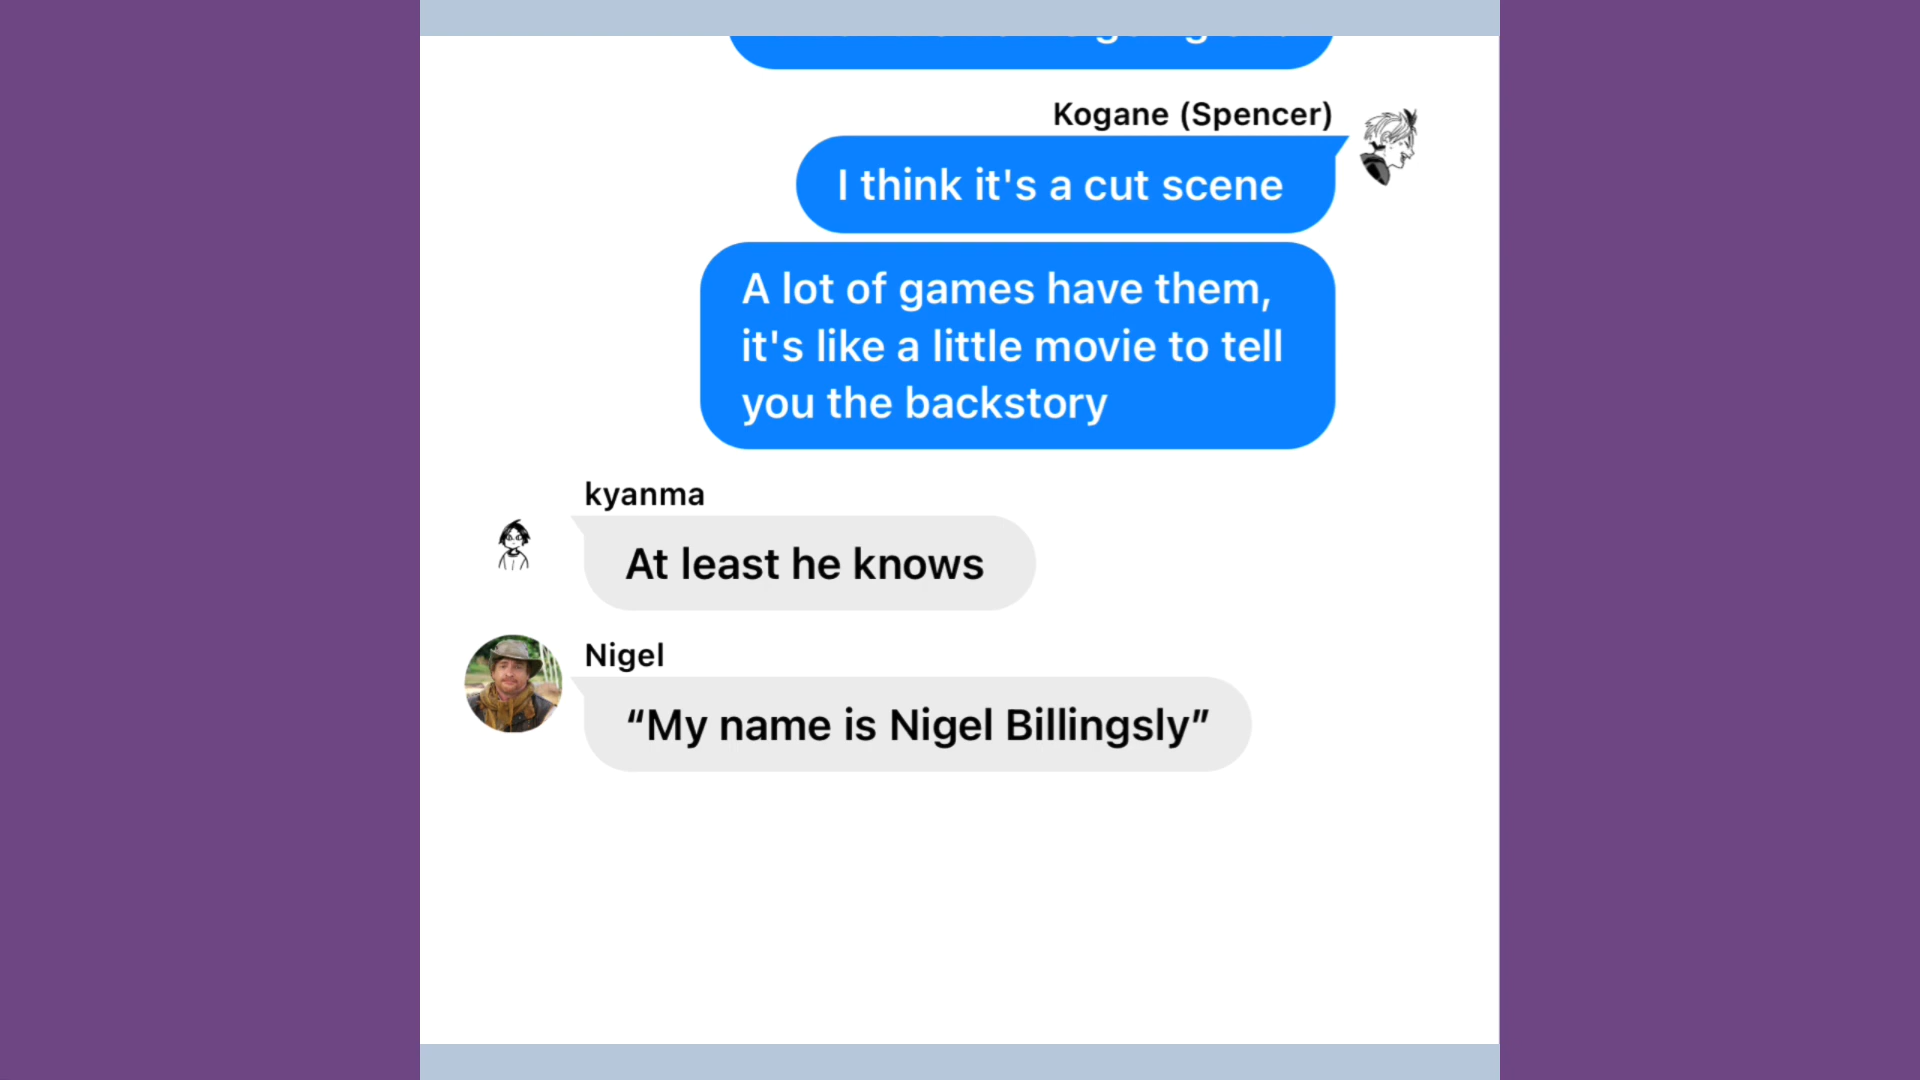 Kogane (Spencer)
I think it's a cut scene
A lot of games have them,
it's like a little movie to tell
you the backstory
kyanma
At least he knows
Nigel
“My name is Nigel Billingsly”